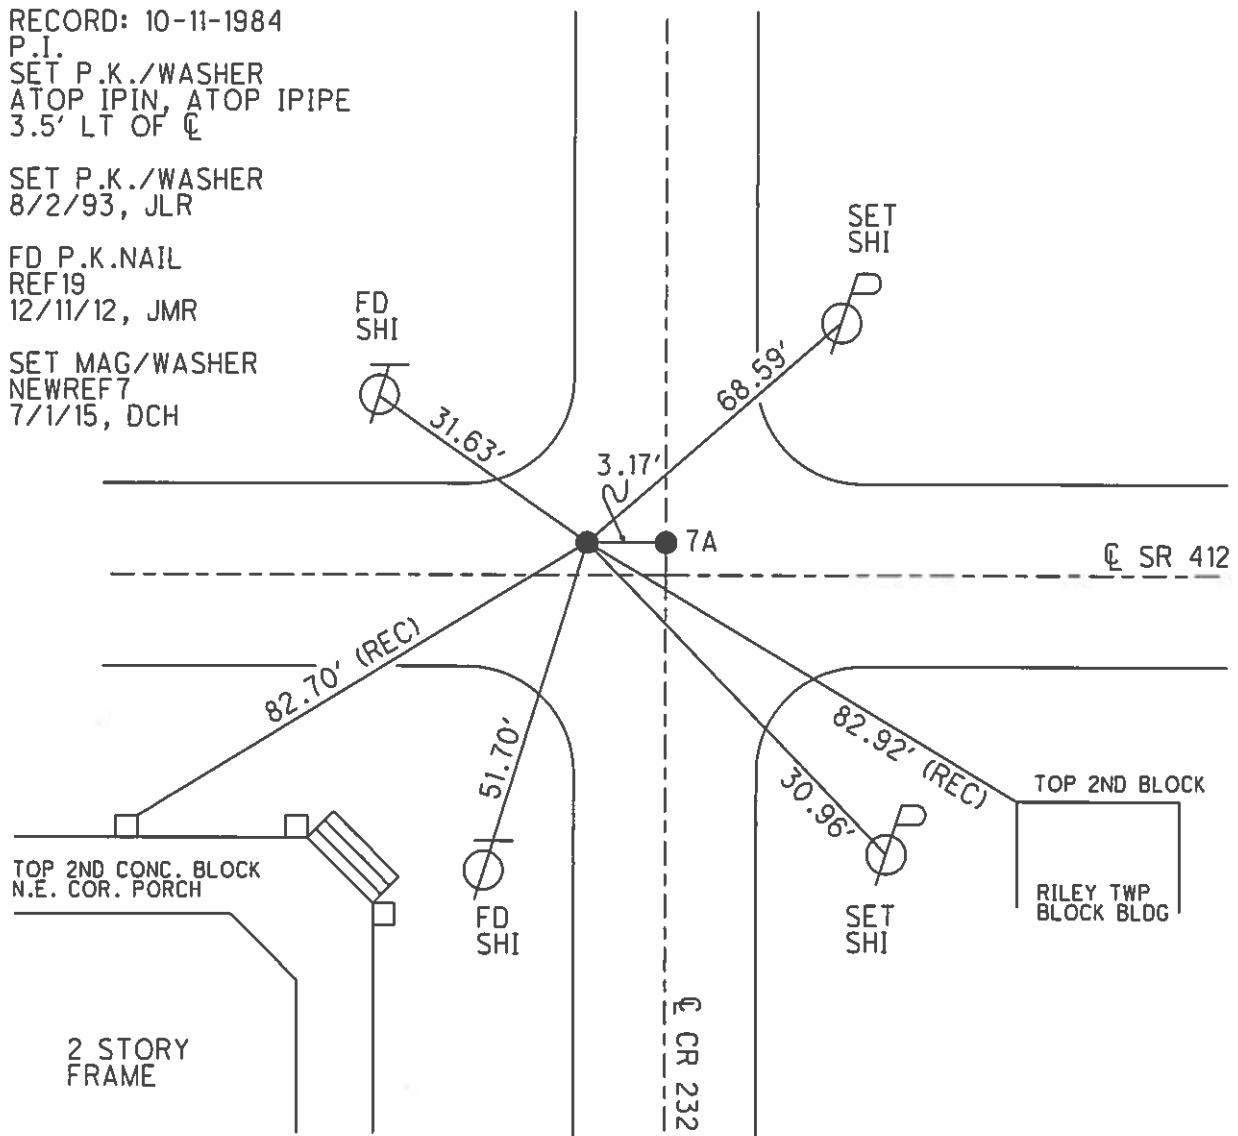 RECORD: 10-11-1984
P.I.
SET P.K./WASHER
ATOP IPIN, ATOP IPIPE
3.5' LT OF ℄
SET P.K./WASHER
8/2/93, JLR
FD P.K.NAIL
REF19
12/11/12, JMR
SET MAG/WASHER
NEWREF7
7/1/15, DCH
FD
SHI
SET
SHI
31.63'
68.59'
3.17'
7A
℄ SR 412
82.70' (REC)
51.70'
82.92' (REC)
30.96'
TOP 2ND BLOCK
RILEY TWP
BLOCK BLDG
TOP 2ND CONC. BLOCK
N.E. COR. PORCH
FD
SHI
SET
SHI
2 STORY
FRAME
℄ CR 232